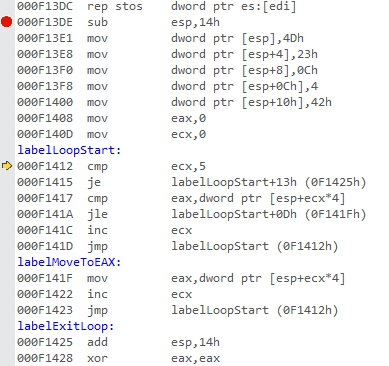 000F13DC rep stos dword ptr es:[edi]
000F13DE sub esp,14h
000F13E1 mov dword ptr [esp],4Dh
000F13E8 mov dword ptr [esp+4],23h
000F13F0 mov dword ptr [esp+8],0Ch
000F13F8 mov dword ptr [esp+0Ch],4
000F1400 mov dword ptr [esp+10h],42h
000F1408 mov eax,0
000F140D mov ecx,0
labelLoopStart:
000F1412 cmp ecx,5
000F1415 je labelLoopStart+13h (0F1425h)
000F1417 cmp eax,dword ptr [esp+ecx*4]
000F141A jle labelLoopStart+0Dh (0F141Fh)
000F141C inc ecx
000F141D jmp labelLoopStart (0F1412h)
labelMoveToEAX:
000F141F mov eax,dword ptr [esp+ecx*4]
000F1422 inc ecx
000F1423 jmp labelLoopStart (0F1412h)
labelExitLoop:
000F1425 add esp,14h
000F1428 xor eax,eax